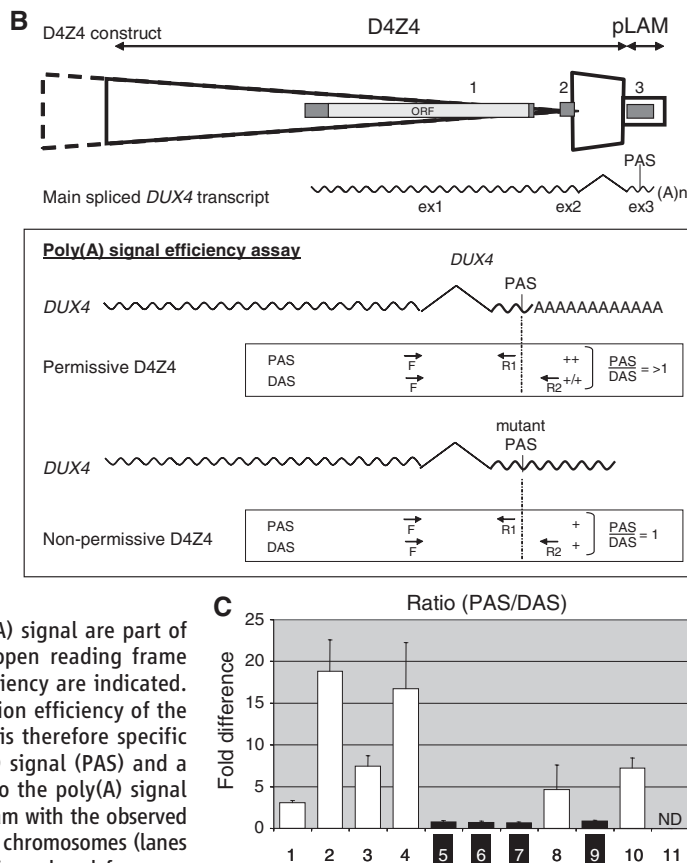 B
D4Z4 construct
D4Z4
pLAM
1
2
3
ORF
PAS
Main spliced DUX4 transcript
(A)n
ex1
ex2
ex3
Poly(A) signal efficiency assay
DUX4
PAS
DUX4
AAAAAAAAAAAA
Permissive D4Z4
PAS F R1 ++
DAS F R2 +/+
PAS
DAS = >1
mutant
PAS
DUX4
Non-permissive D4Z4
PAS F R1 +
DAS F R2 +
PAS
DAS = 1
A) signal are part of
open reading frame
iency are indicated.
ion efficiency of the
is therefore specific
signal (PAS) and a
o the poly(A) signal
am with the observed
chromosomes (lanes
C
Ratio (PAS/DAS)
Fold difference
25
20
15
10
5
0
ND
1 2 3 4 5 6 7 8 9 10 11